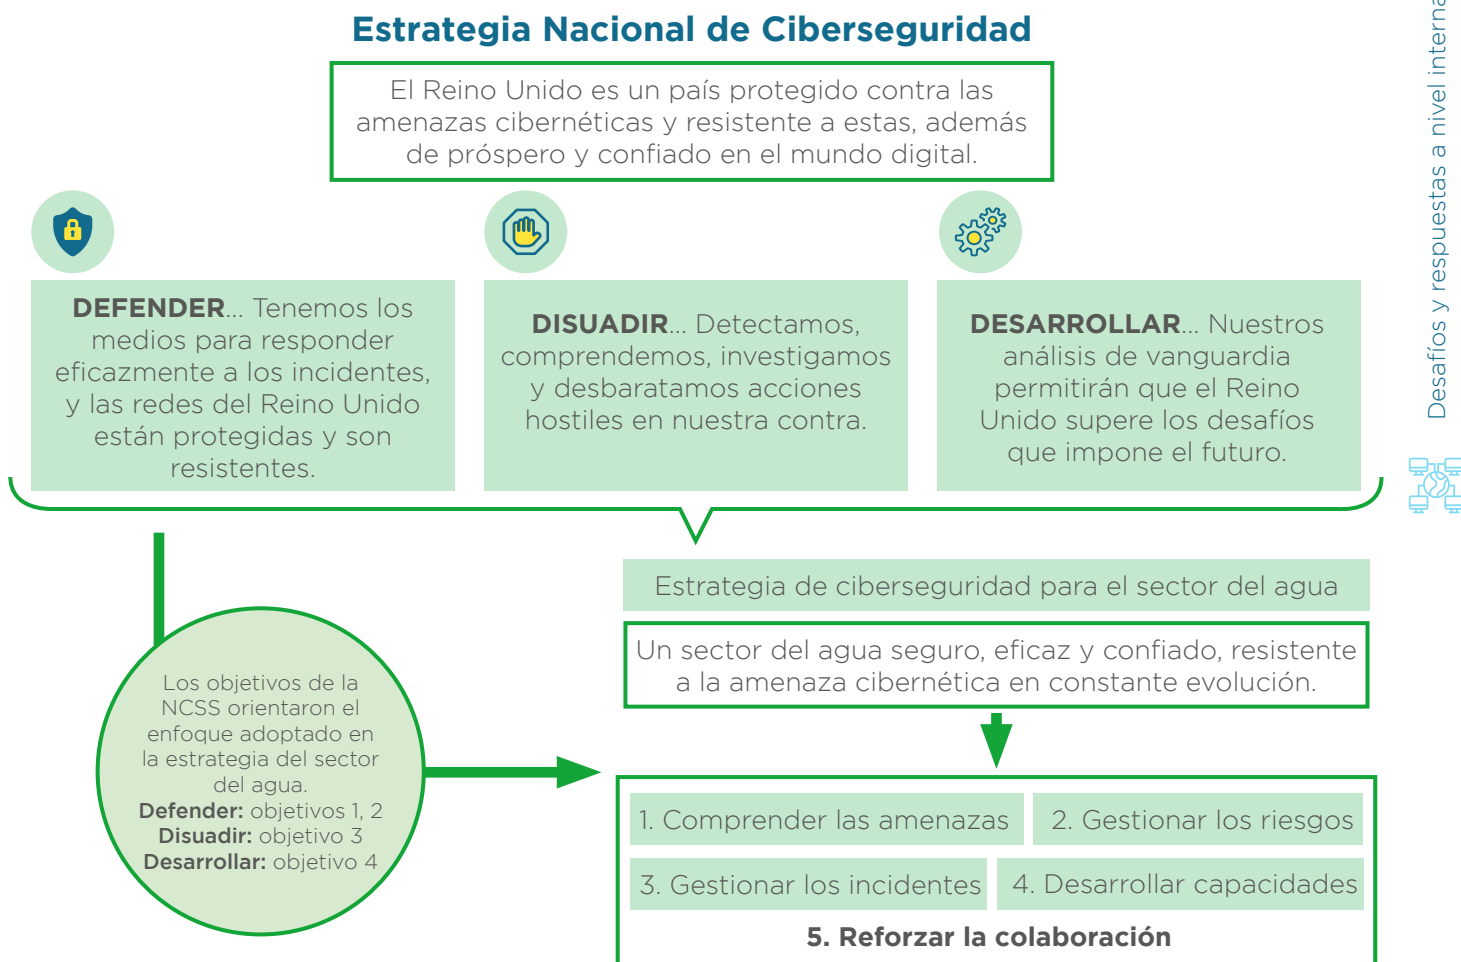 Estrategia Nacional de Ciberseguridad
El Reino Unido es un país protegido contra las
amenazas cibernéticas y resistente a estas, además
de próspero y confiado en el mundo digital.
DEFENDER... Tenemos los
medios para responder
eficazmente a los incidentes,
y las redes del Reino Unido
están protegidas y son
resistentes.
DISUADIR... Detectamos,
comprendemos, investigamos
y desbaratamos acciones
hostiles en nuestra contra.
DESARROLLAR... Nuestros
análisis de vanguardia
permitirán que el Reino
Unido supere los desafíos
que impone el futuro.
Estrategia de ciberseguridad para el sector del agua
Un sector del agua seguro, eficaz y confiado, resistente
a la amenaza cibernética en constante evolución.
Los objetivos de la
NCSS orientaron el
enfoque adoptado en
la estrategia del sector
del agua.
Defender: objetivos 1, 2
Disuadir: objetivo 3
Desarrollar: objetivo 4
1. Comprender las amenazas
2. Gestionar los riesgos
3. Gestionar los incidentes
4. Desarrollar capacidades
5. Reforzar la colaboración
Desafíos y respuestas a nivel interna